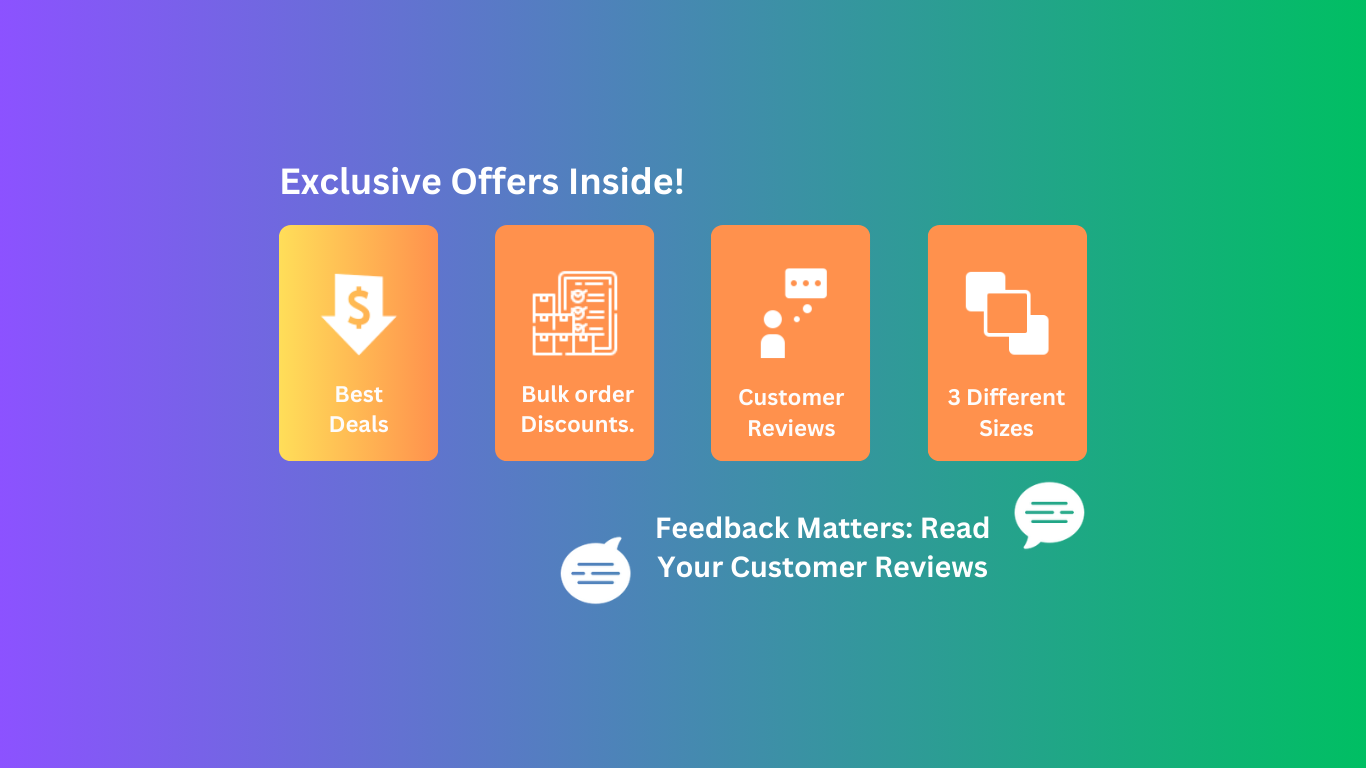 Exclusive Offers Inside!
Best
Deals
Bulk order
Discounts.
Customer
Reviews
3 Different
Sizes
Feedback Matters: Read
Your Customer Reviews